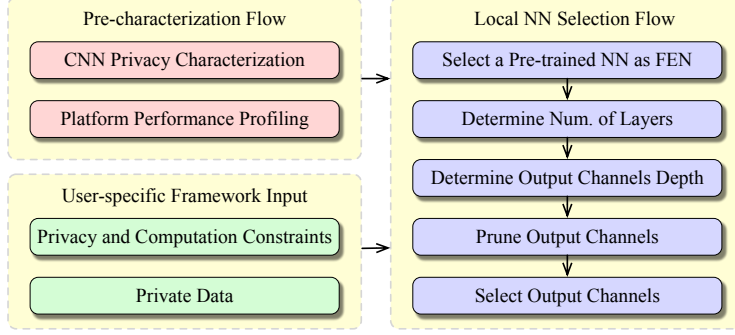 Pre-characterization Flow
CNN Privacy Characterization
Platform Performance Profiling
User-specific Framework Input
Privacy and Computation Constraints
Private Data
Local NN Selection Flow
Select a Pre-trained NN as FEN
Determine Num. of Layers
Determine Output Channels Depth
Prune Output Channels
Select Output Channels